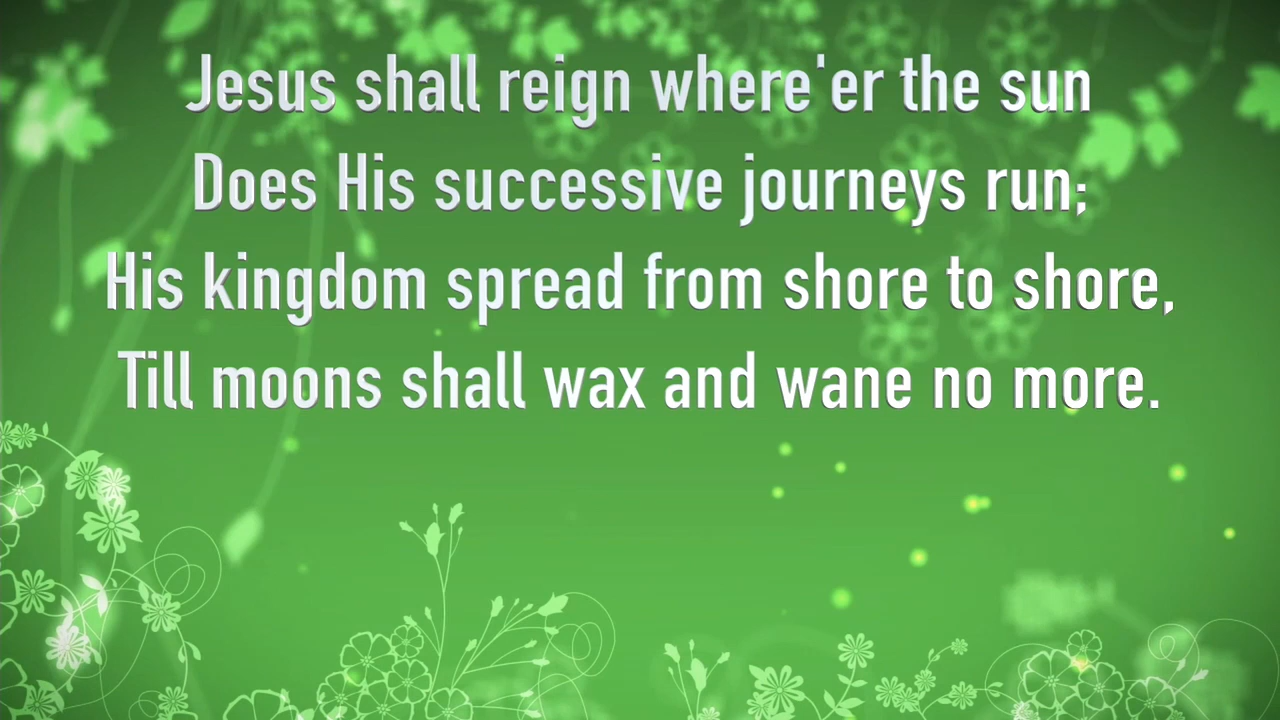 Jesus shall reign where'er the sun
Does His successive journeys run;
His kingdom spread from shore to shore,
Till moons shall wax and wane no more.